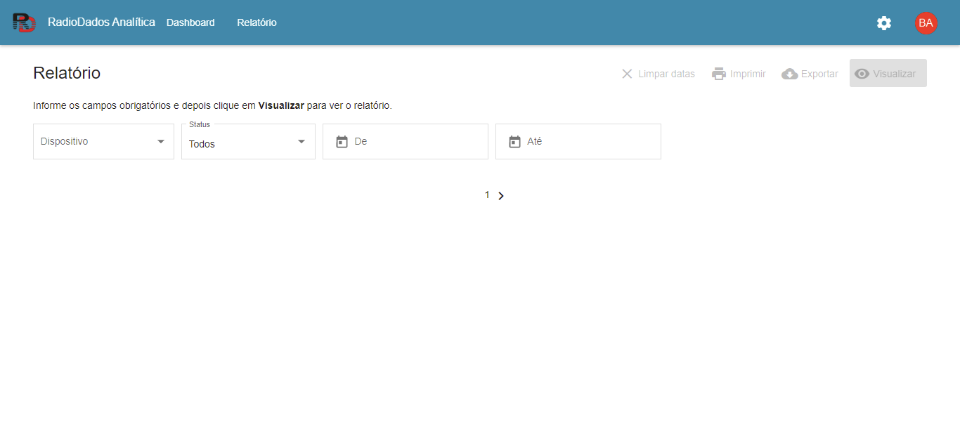 RD RadioDados Analítica Dashboard Relatório BA
Relatório Limpar datas Imprimir Exportar Visualizar
Informe os campos obrigatórios e depois clique em Visualizar para ver o relatório.
Status
Dispositivo Todos De Até
1